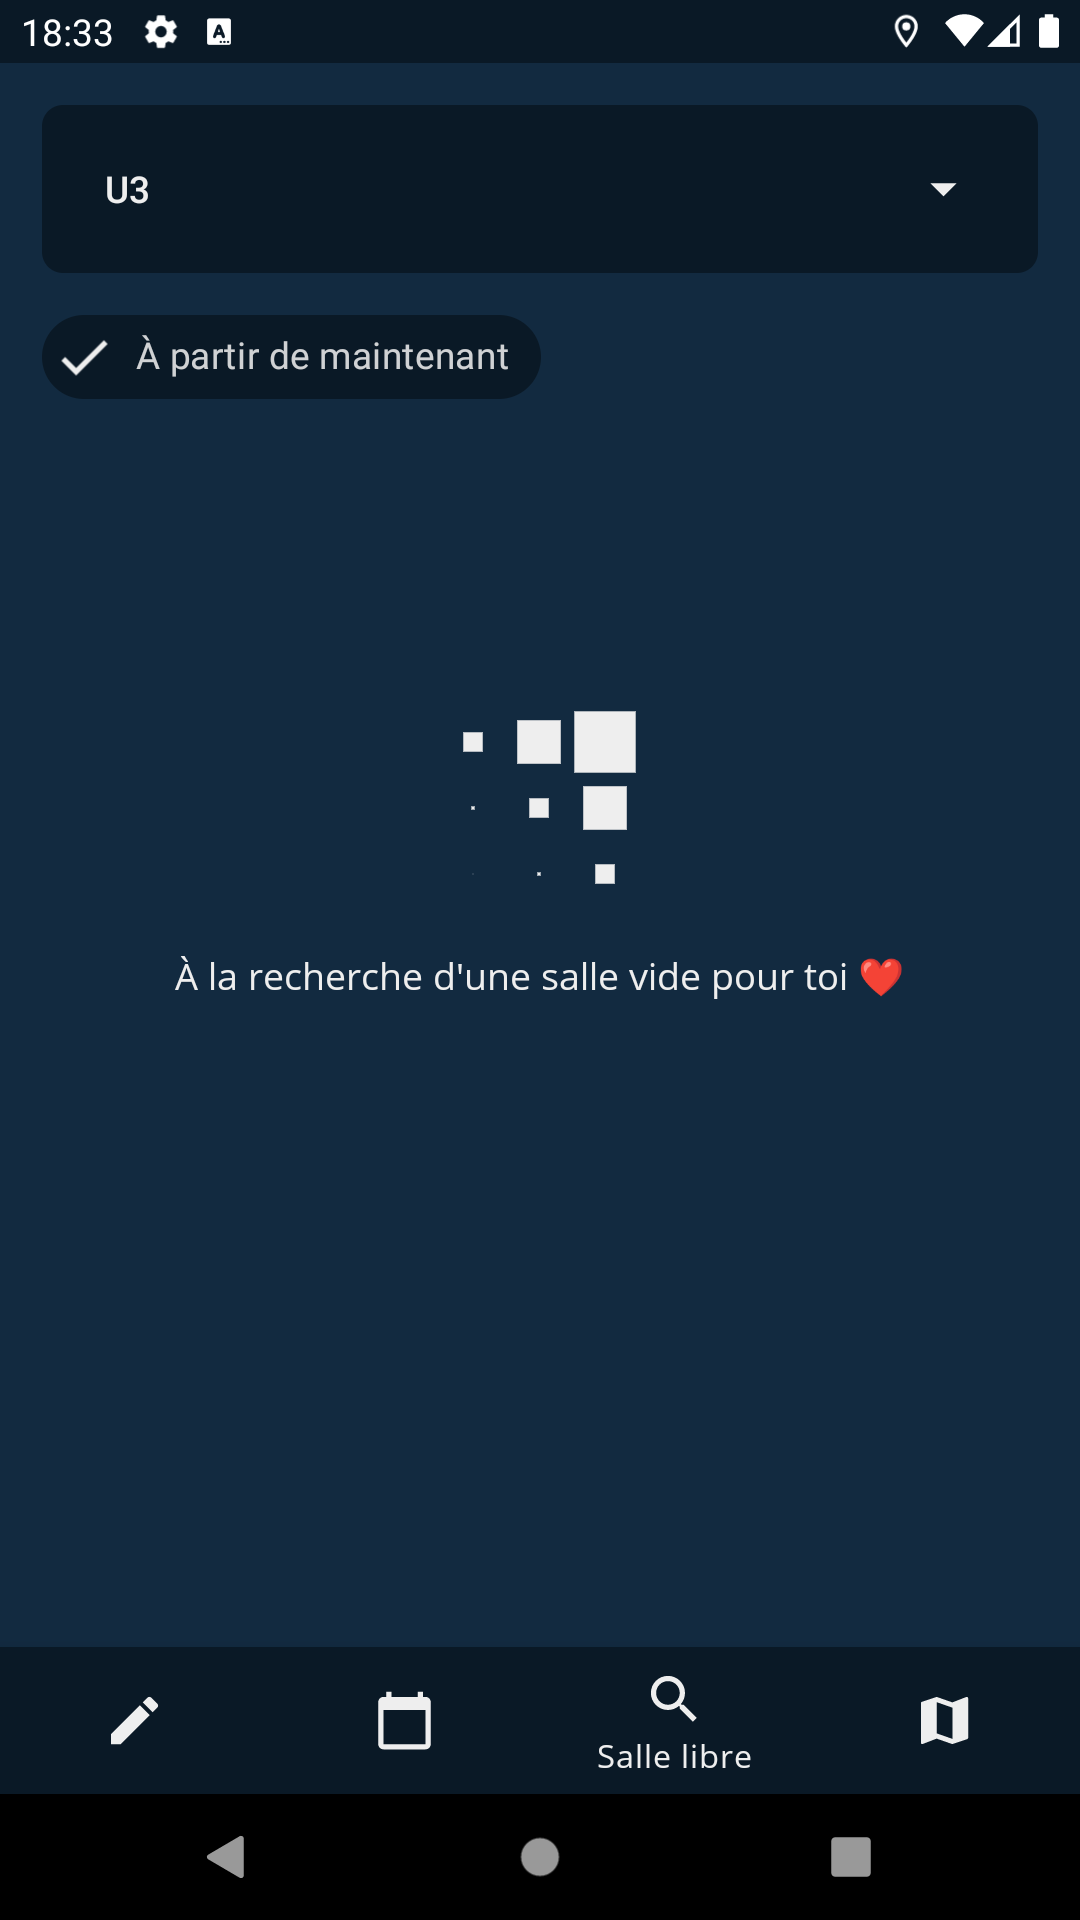 18:33
U3
À partir de maintenant
À la recherche d'une salle vide pour toi ❤️
Salle libre